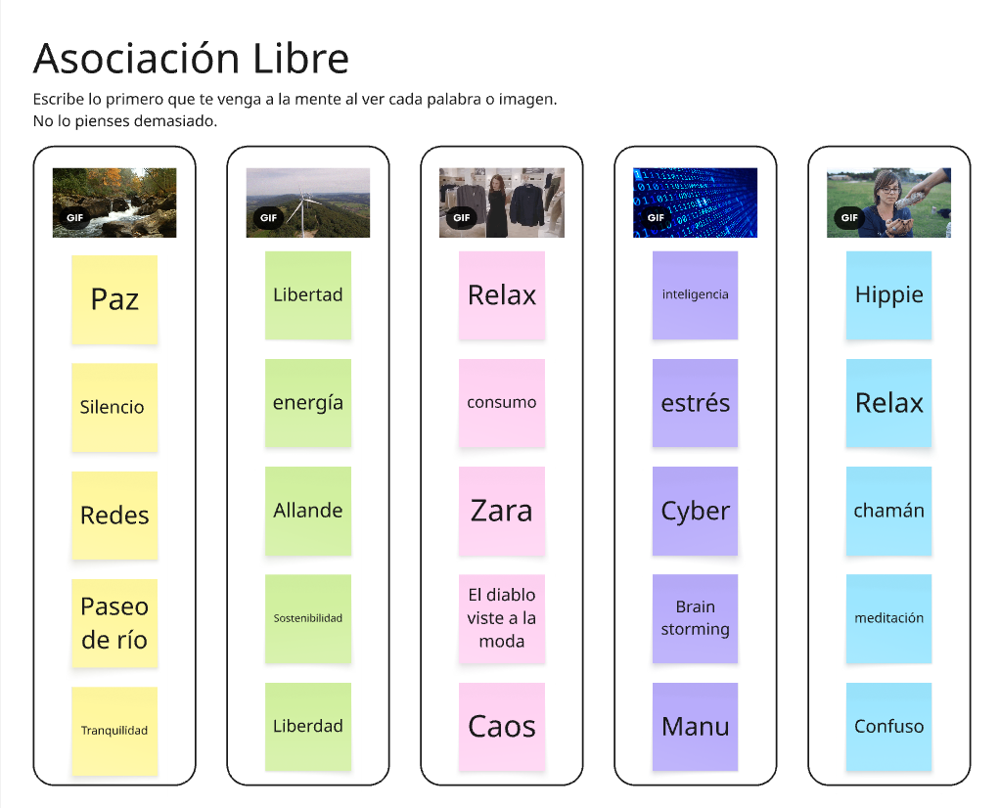 Asociación Libre
Escribe lo primero que te venga a la mente al ver cada palabra o imagen.
No lo pienses demasiado.
GIF
Paz
Silencio
Redes
Paseo
de río
Tranquilidad
GIF
Libertad
energía
Allande
Sostenibilidad
Liberdad
GIF
Relax
consumo
Zara
El diablo
viste a la
moda
Caos
GIF
inteligencia
estrés
Cyber
Brain
storming
Manu
GIF
Hippie
Relax
chamán
meditación
Confuso